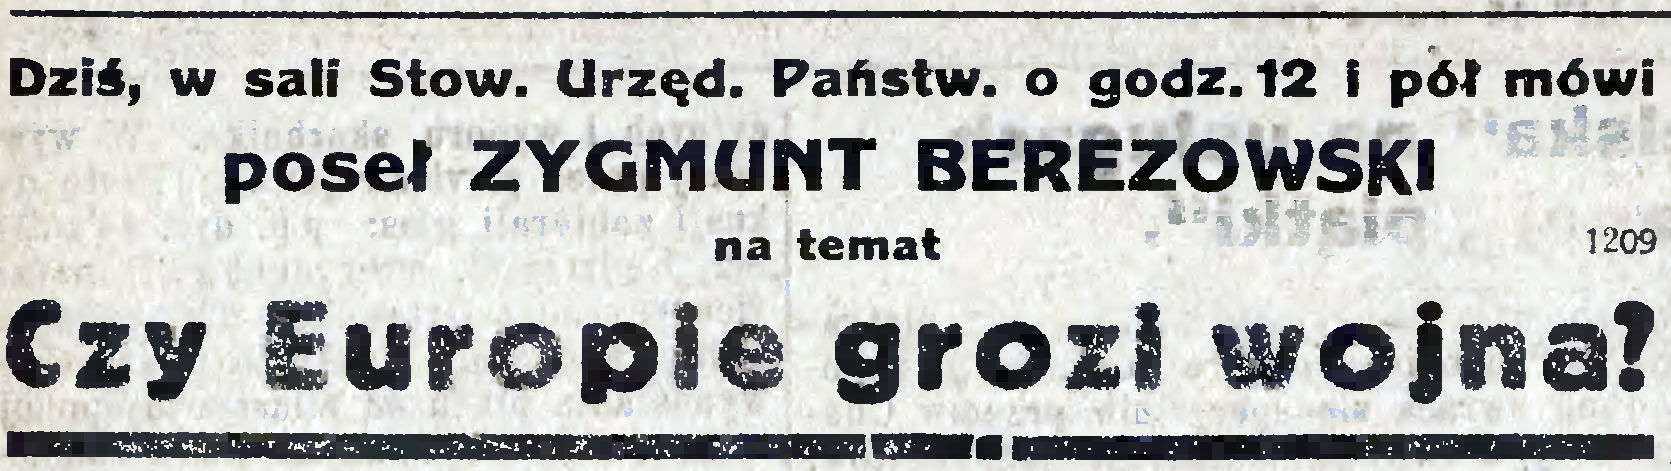 Dziś, w sali Stow. Urzęd. Państw. o godz. 12 i pół mówi
poseł ZYGMUNT BEREZOWSKI
na temat
1209
Czy Europie grozi wojna?